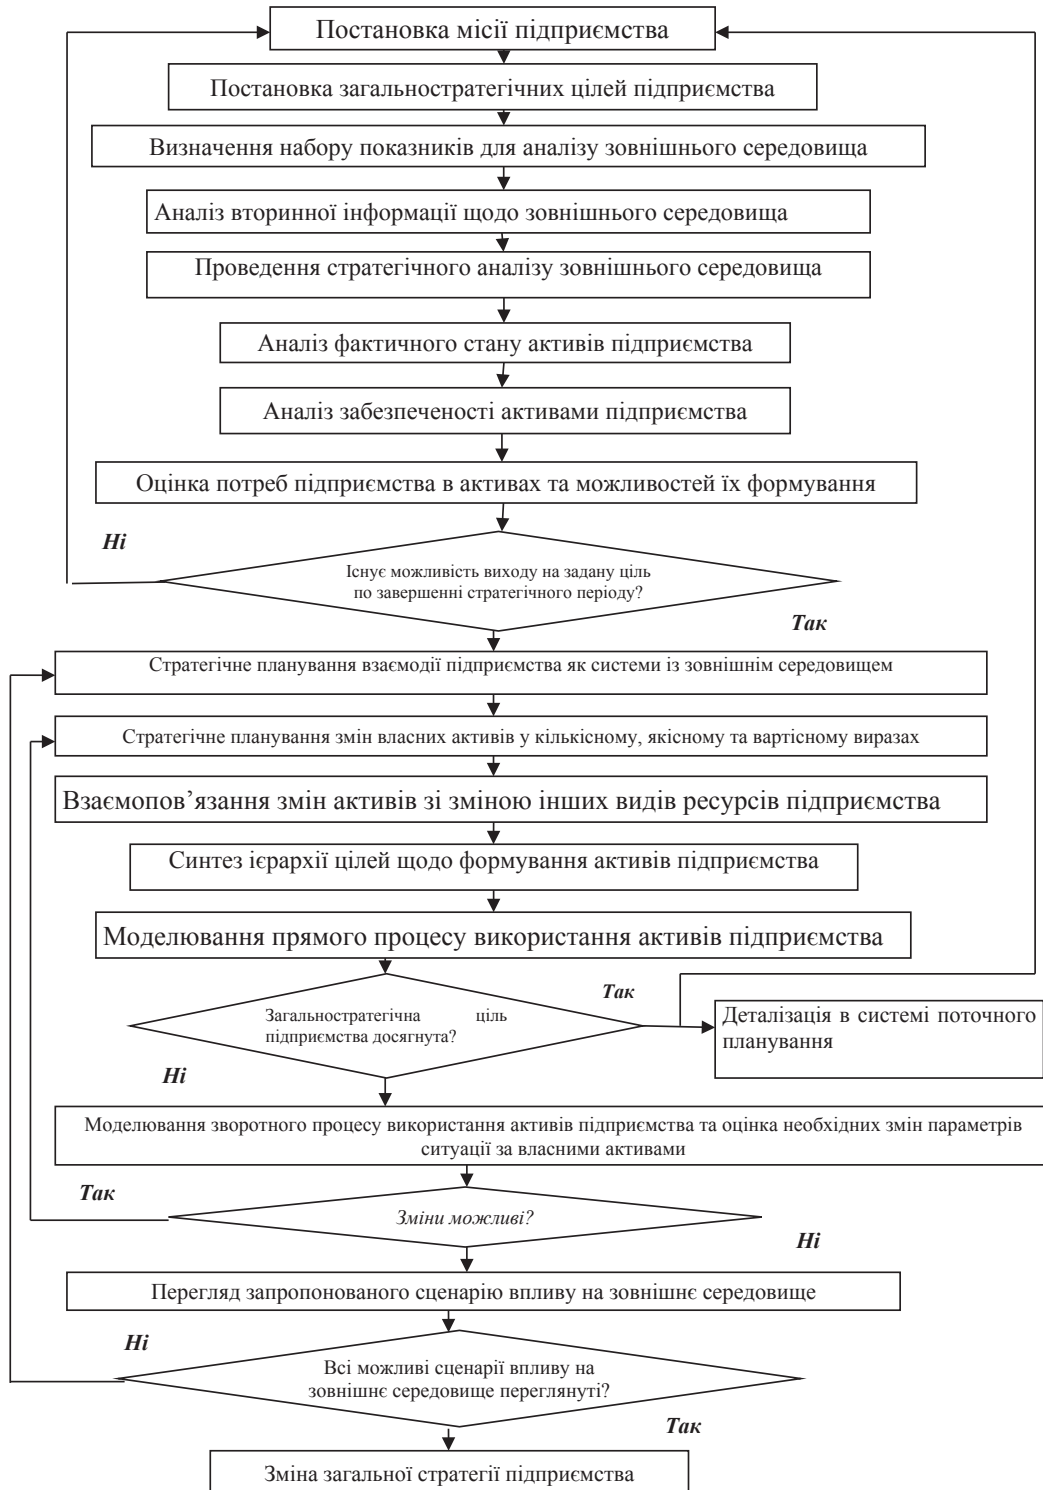 Постановка місії підприємства
Постановка загальностратегічних цілей підприємства
Визначення набору показників для аналізу зовнішнього середовища
Аналіз вторинної інформації щодо зовнішнього середовища
Проведення стратегічного аналізу зовнішнього середовища
Аналіз фактичного стану активів підприємства
Аналіз забезпеченості активами підприємства
Оцінка потреб підприємства в активах та можливостей їх формування
Ні
Існує можливість виходу на задану ціль
по завершенні стратегічного періоду?
Так
Стратегічне планування взаємодії підприємства як системи із зовнішнім середовищем
Стратегічне планування змін власних активів у кількісному, якісному та вартісному виразах
Взаємопов’язання змін активів зі зміною інших видів ресурсів підприємства
Синтез ієрархії цілей щодо формування активів підприємства
Моделювання прямого процесу використання активів підприємства
Так
Загальностратегічна ціль
підприємства досягнута?
Деталізація в системі поточного
планування
Ні
Моделювання зворотного процесу використання активів підприємства та оцінка необхідних змін параметрів
ситуації за власними активами
Так
Зміни можливі?
Ні
Перегляд запропонованого сценарію впливу на зовнішнє середовище
Ні
Всі можливі сценарії впливу на
зовнішнє середовище переглянуті?
Так
Зміна загальної стратегії підприємства